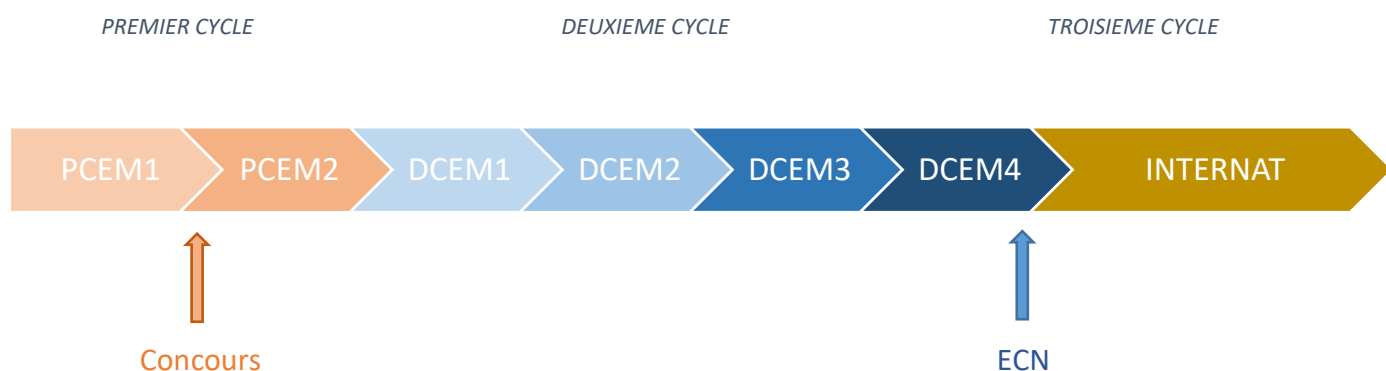 PREMIER CYCLE
DEUXIEME CYCLE
TROISIEME CYCLE
PCEM1
PCEM2
DCEM1
DCEM2
DCEM3
DCEM4
INTERNAT
Concours
ECN